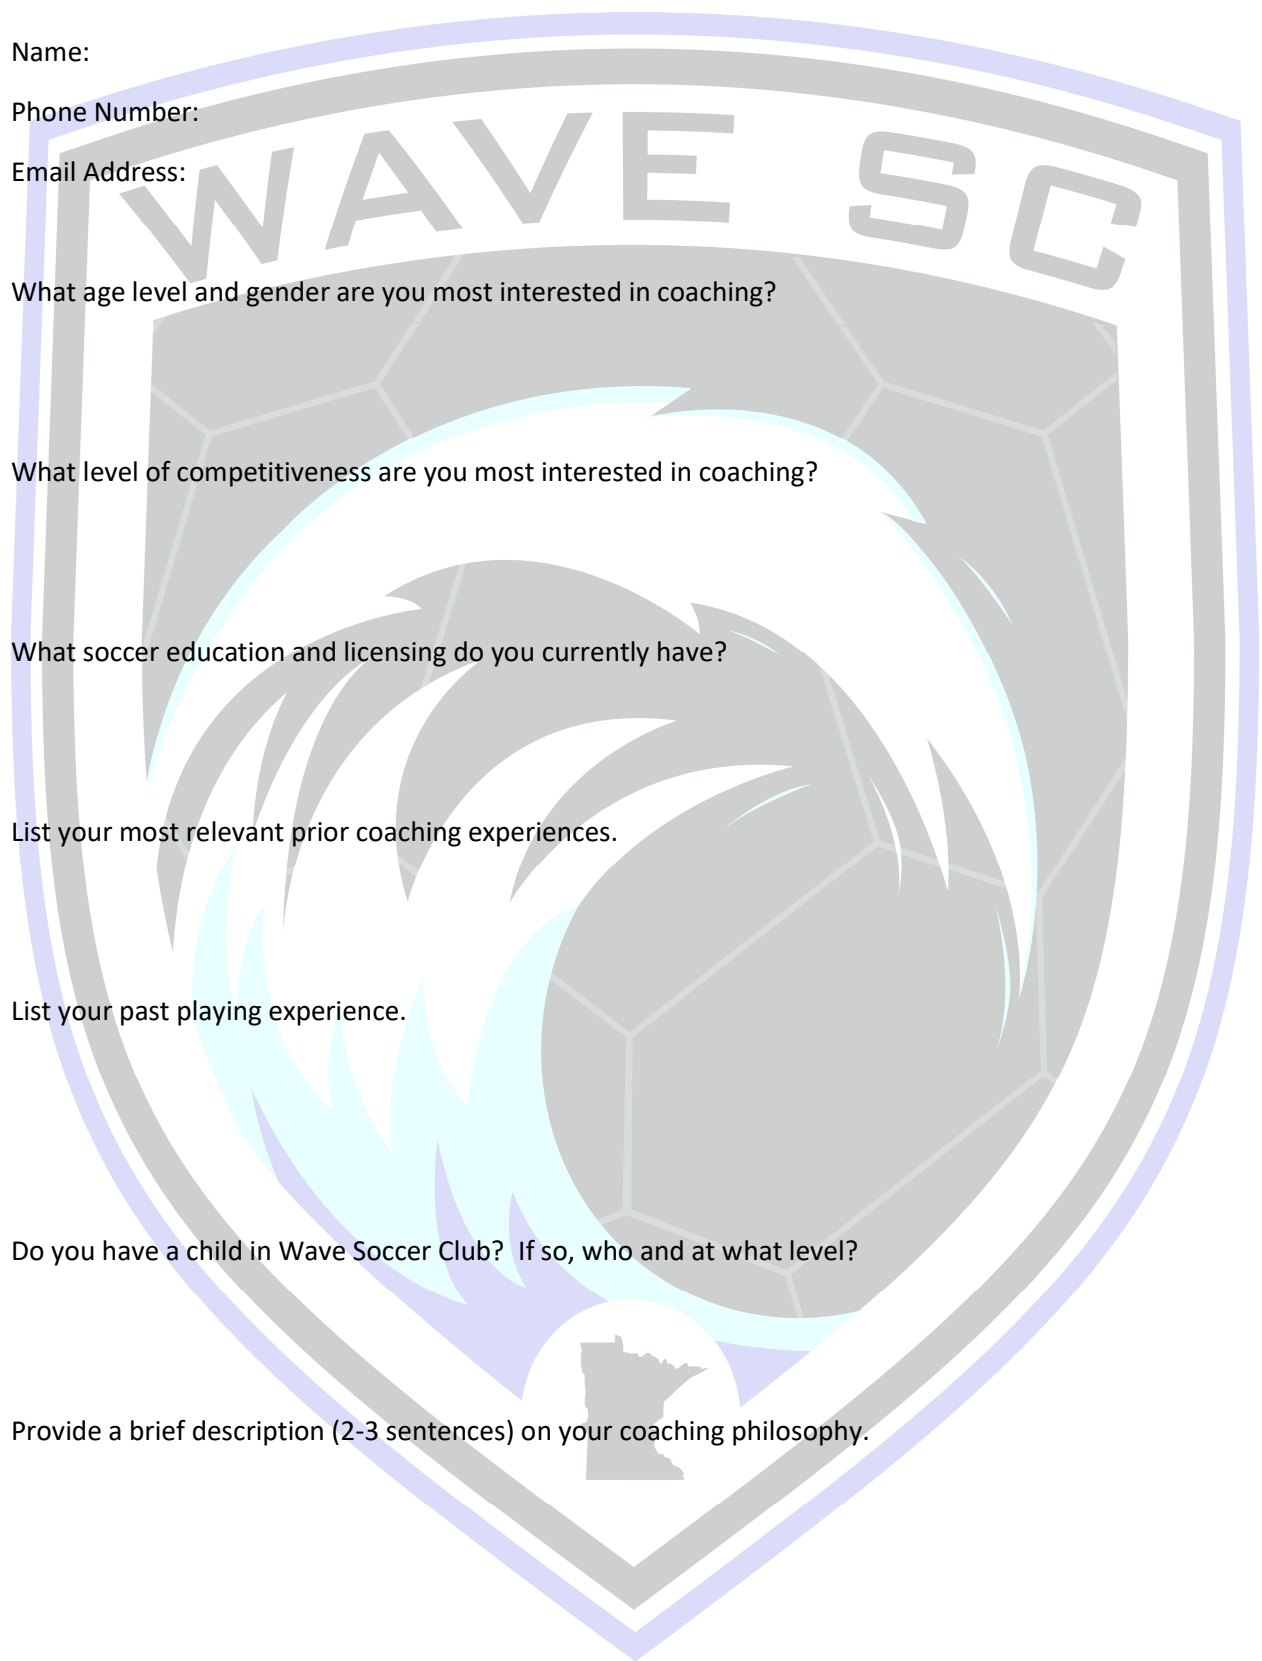 Name:
Phone Number:
WAVE SC
Email Address:
What age level and gender are you most interested in coaching?
What level of competitiveness are you most interested in coaching?
What soccer education and licensing do you currently have?
List your most relevant prior coaching experiences.
List your past playing experience.
Do you have a child in Wave Soccer Club?  If so, who and at what level?
Provide a brief description (2-3 sentences) on your coaching philosophy.